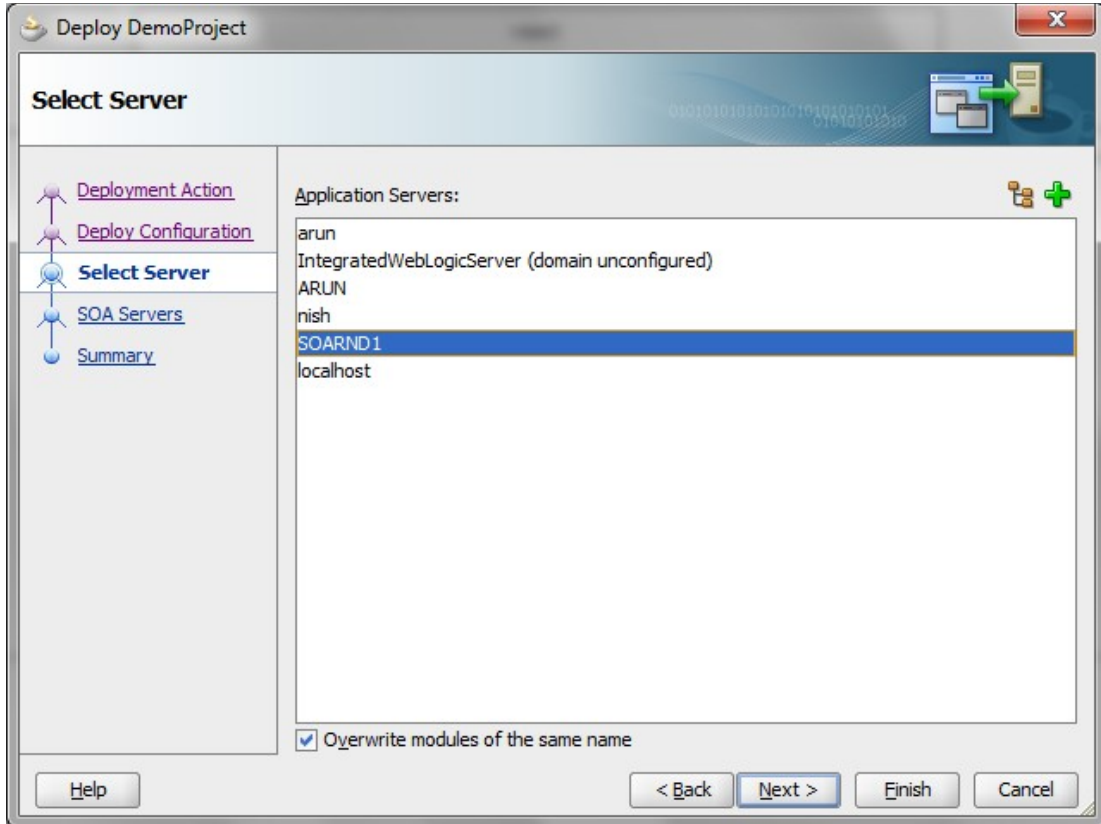 Deploy DemoProject
Select Server
Deployment Action
Deploy Configuration
Select Server
SOA Servers
Summary
Application Servers:
arun
IntegratedWebLogicServer (domain unconfigured)
ARUN
nish
SOARND1
localhost
Overwrite modules of the same name
Help
< Back
Next >
Finish
Cancel